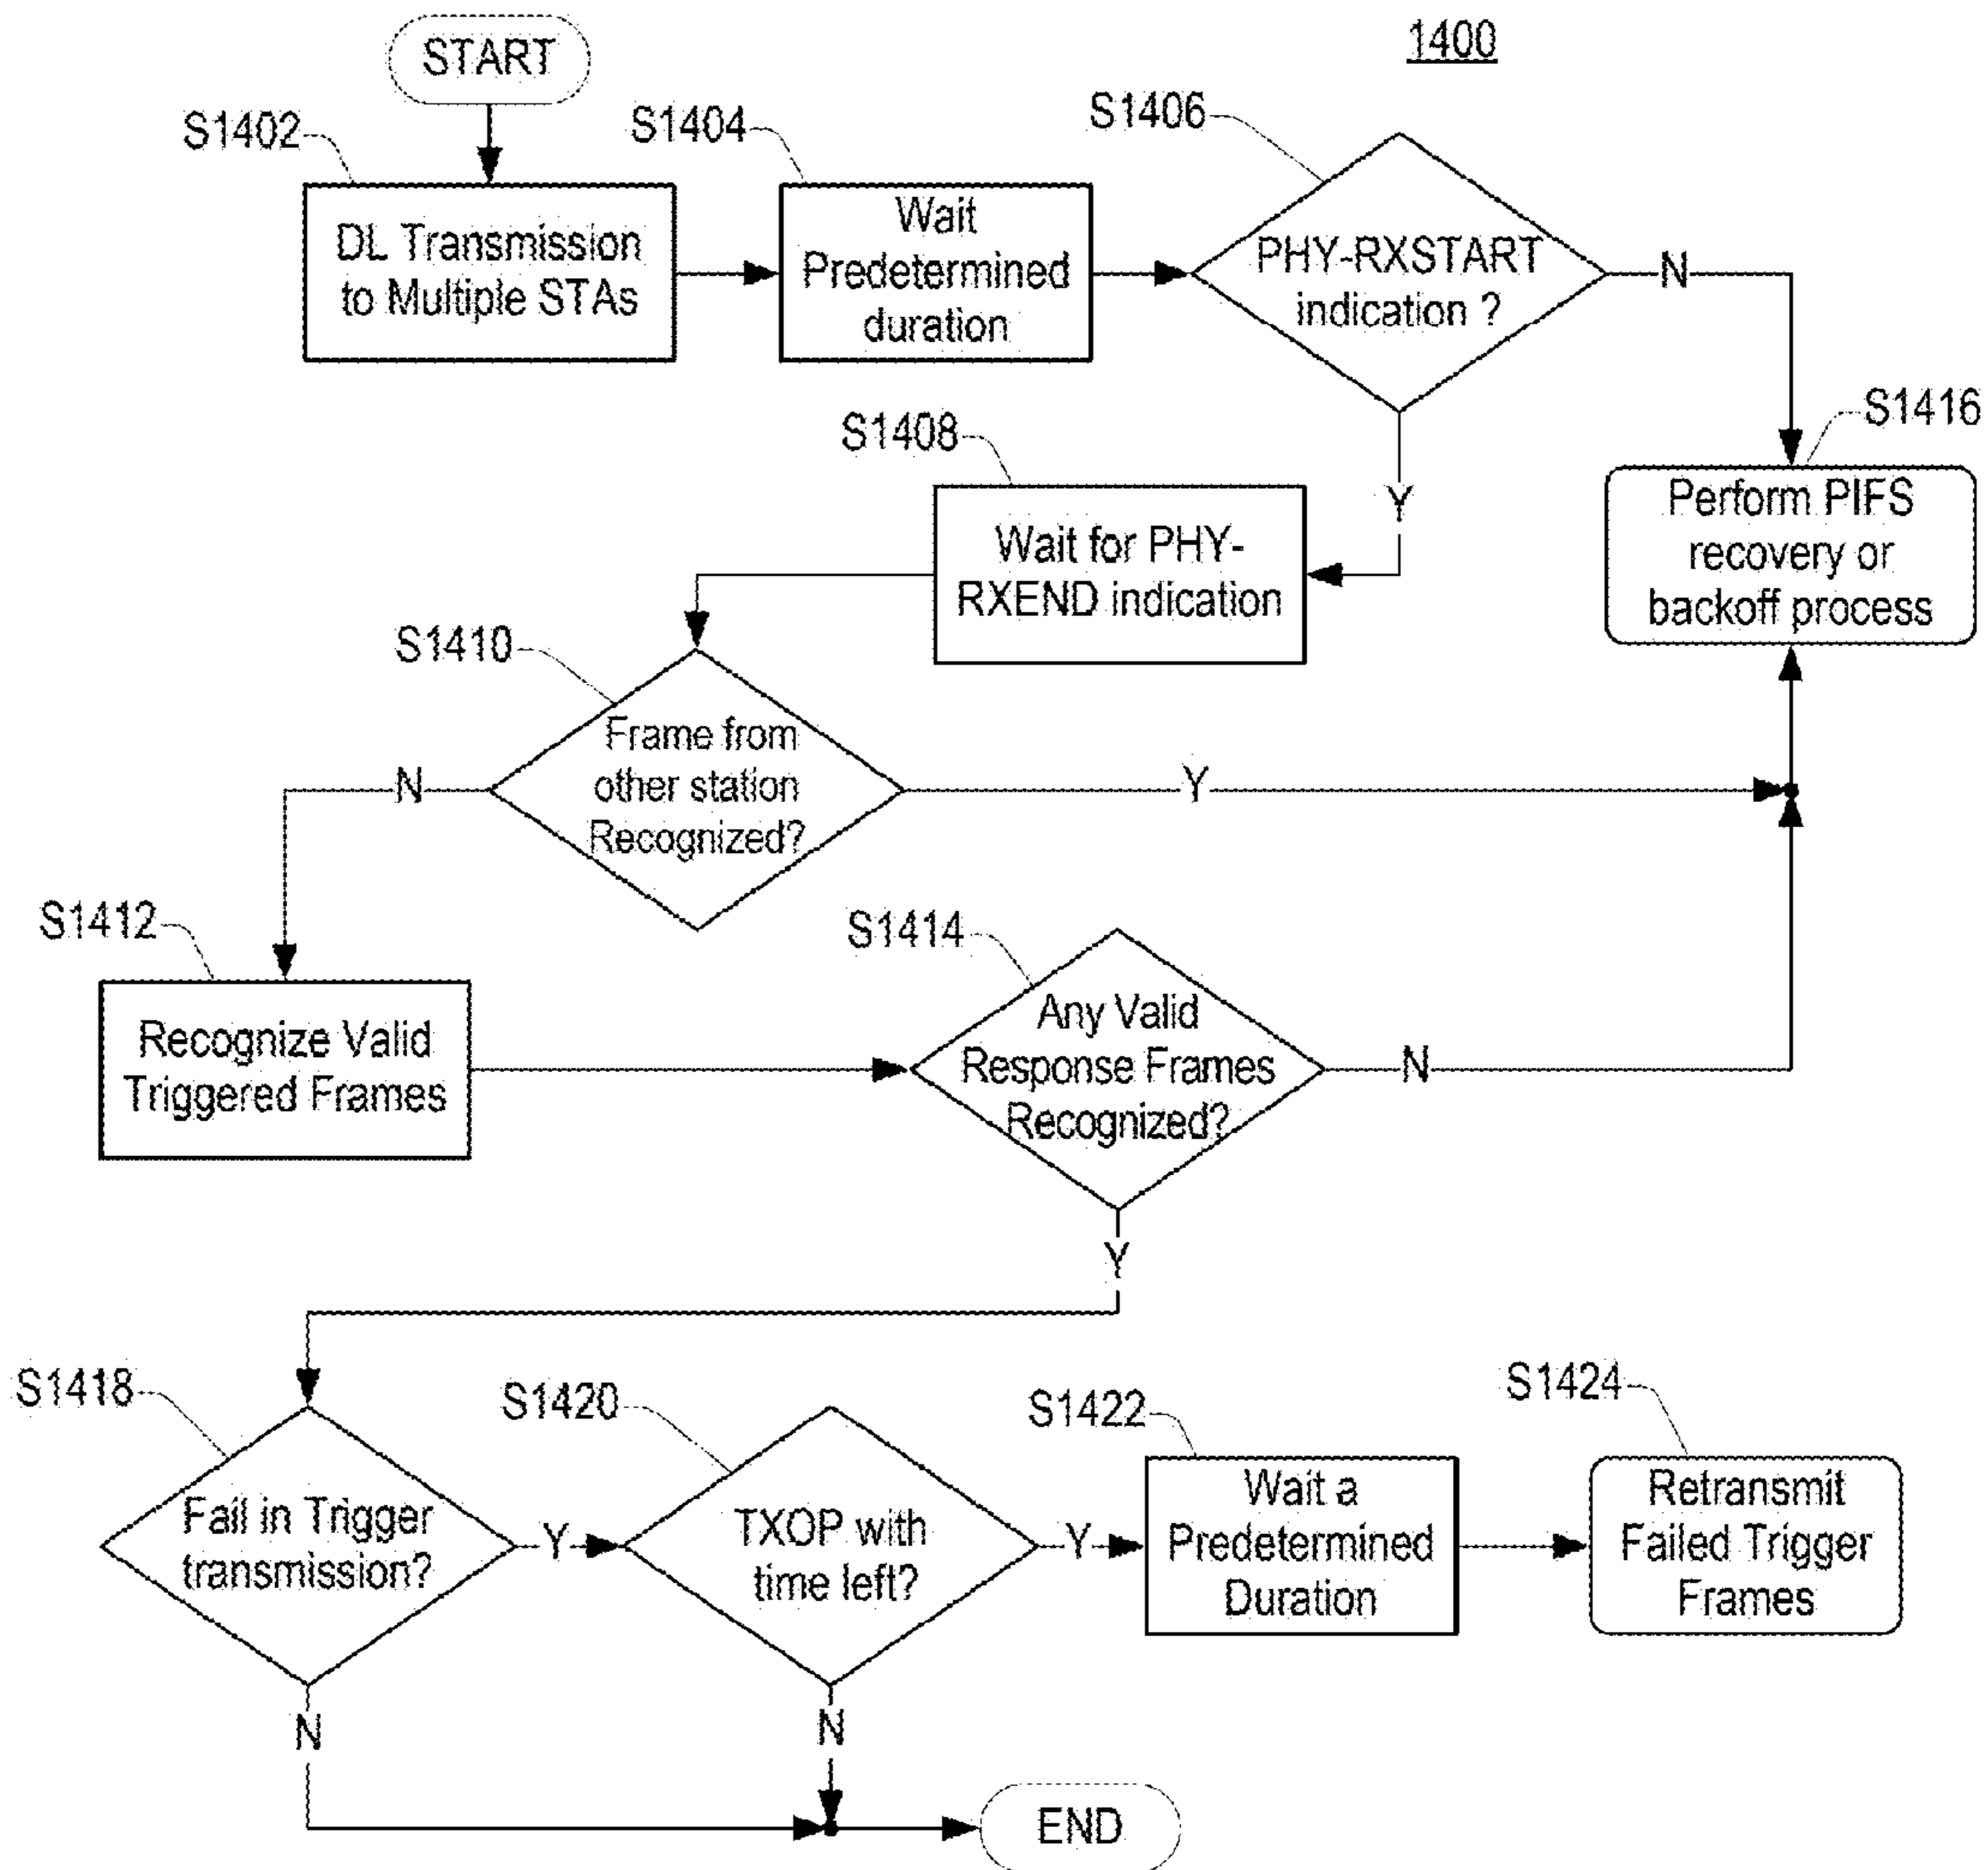 1400
START
S1402
DL Transmission
to Multiple STAs
S1404
Wait
Predetermined
duration
S1406
PHY-RXSTART
indication ?
N
Y
S1408
Wait for PHY-
RXEND indication
S1416
Perform PIFS
recovery or
backoff process
S1410
Frame from
other station
Recognized?
N
Y
S1412
Recognize Valid
Triggered Frames
S1414
Any Valid
Response Frames
Recognized?
N
Y
S1418
Fail in Trigger
transmission?
Y
N
S1420
TXOP with
time left?
Y
N
S1422
Wait a
Predetermined
Duration
S1424
Retransmit
Failed Trigger
Frames
END